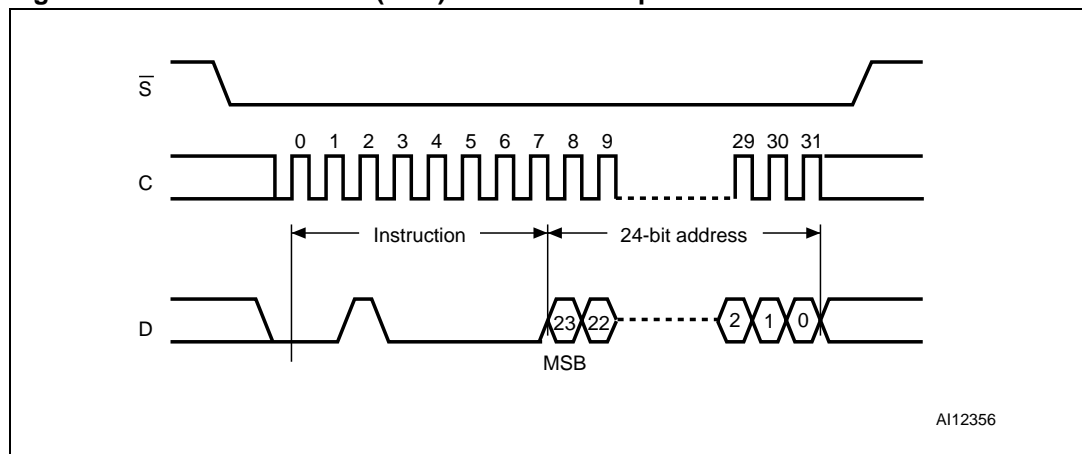 S
0 1 2 3 4 5 6 7 8 9 29 30 31
C
Instruction 24-bit address
D
23 22 2 1 0
MSB
AI12356